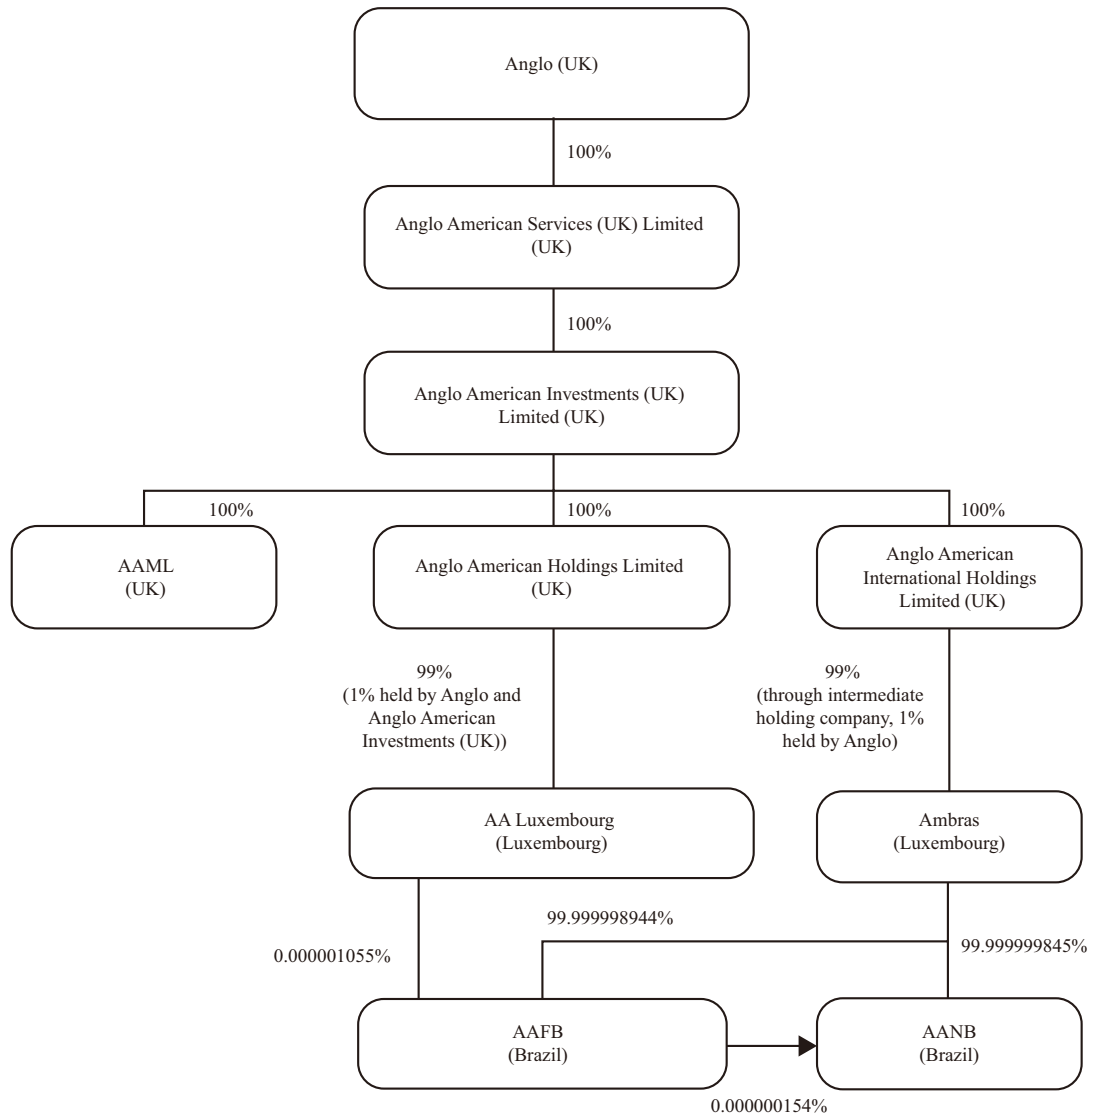 Anglo (UK)
100%
Anglo American Services (UK) Limited
(UK)
100%
Anglo American Investments (UK)
Limited (UK)
100%
100%
100%
AAML
(UK)
Anglo American Holdings Limited
(UK)
Anglo American
International Holdings
Limited (UK)
99%
(1% held by Anglo and
Anglo American
Investments (UK))
99%
(through intermediate
holding company, 1%
held by Anglo)
AA Luxembourg
(Luxembourg)
Ambras
(Luxembourg)
99.999998944%
0.000001055%
99.999999845%
AAFB
(Brazil)
AANB
(Brazil)
0.000000154%